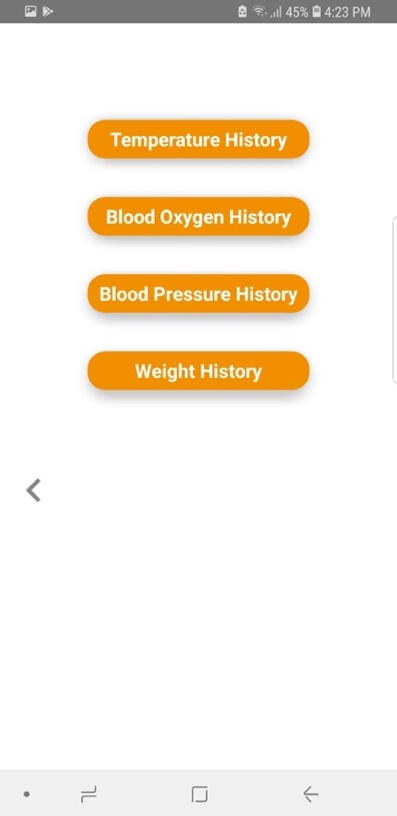 45% 4:23 PM
Temperature History
Blood Oxygen History
Blood Pressure History
Weight History